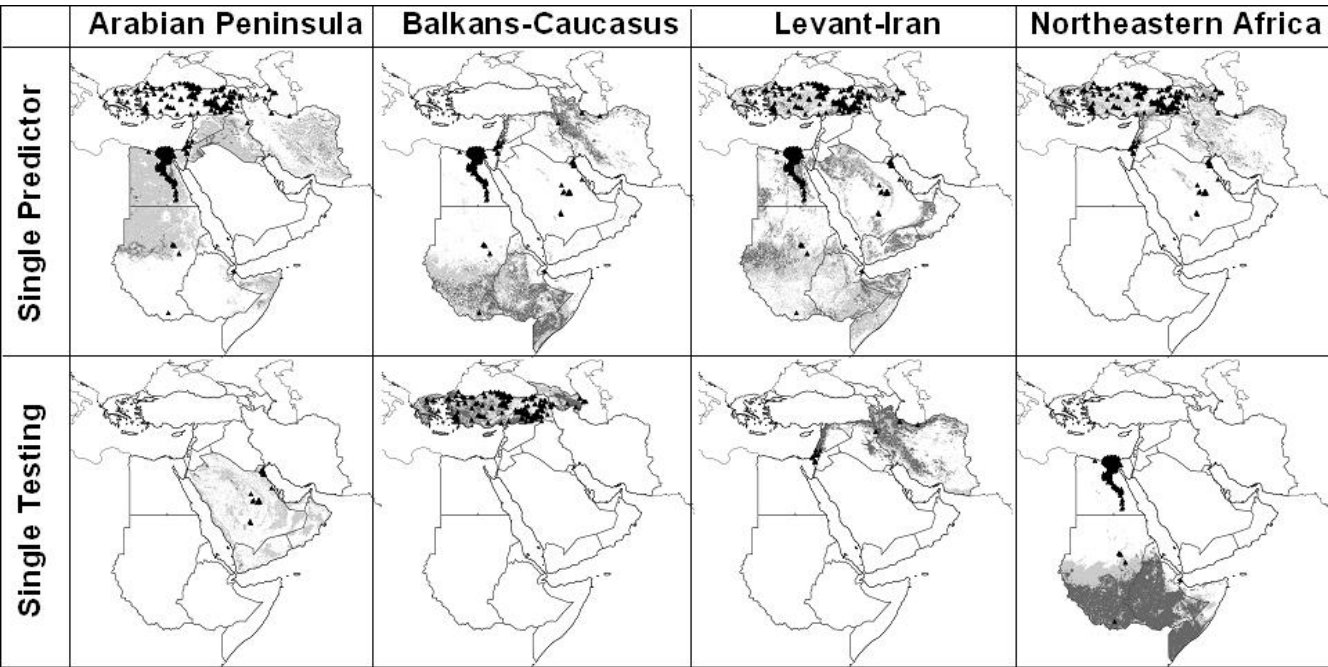 Arabian Peninsula
Balkans-Caucasus
Levant-Iran
Northeastern Africa
Single Predictor
Single Testing